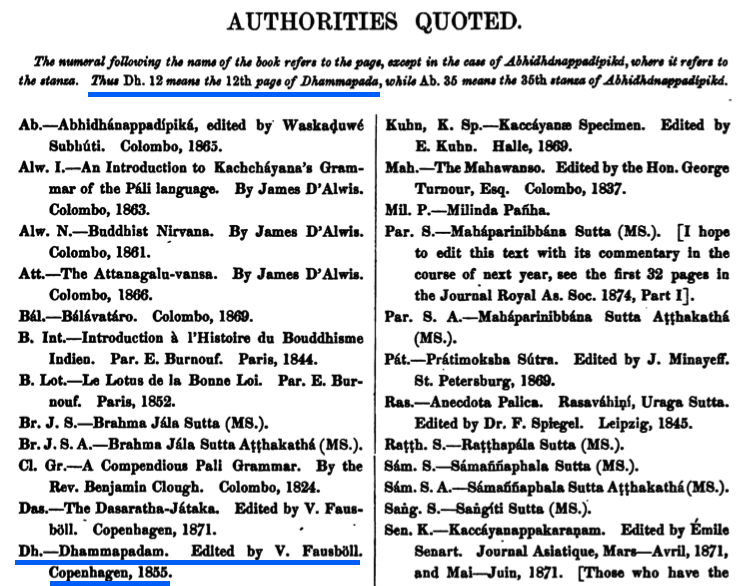 AUTHORITIES QUOTED.
The numeral following the name of the book refers to the page, except in the case of Abhidhánappadípiká, where it refers to
the stanza. Thus Dh. 12 means the 12th page of Dhammapada, while Ab. 35 means the 35th stanza of Abhidhánappadípiká.
Ab.—Abhidhánappadípiká, edited by Waskaḍuwé
Subhúti. Colombo, 1865.
Alw. I.—An Introduction to Kachcháyana's Gram-
mar of the Páli language. By James D'Alwis.
Colombo, 1863.
Alw. N.—Buddhist Nirvana. By James D'Alwis.
Colombo, 1861.
Att.—The Attanagalu-vansa. By James D'Alwis.
Colombo, 1866.
Bál.—Bálávatáro. Colombo, 1869.
B. Int.—Introduction à l'Histoire du Bouddhisme
Indien. Par. E. Burnouf. Paris, 1844.
B. Lot.—Le Lotus de la Bonne Loi. Par. E. Bur-
nouf. Paris, 1852.
Br. J. S.—Brahma Jála Sutta (MS.).
Br. J. S. A.—Brahma Jála Sutta Aṭṭhakathá (MS.).
Cl. Gr.—A Compendious Pali Grammar. By the
Rev. Benjamin Clough. Colombo, 1824.
Das.—The Dasaratha-Játaka. Edited by V. Faus-
böll. Copenhagen, 1871.
Dh.—Dhammapadam. Edited by V. Fausböll.
Copenhagen, 1855.
Kuhn, K. Sp.—Kaccáyanæ Specimen. Edited by
E. Kuhn. Halle, 1869.
Mah.—The Mahawanso. Edited by the Hon. George
Turnour, Esq. Colombo, 1837.
Mil. P.—Milinda Pañha.
Par. S.—Maháparinibbána Sutta (MS.). [I hope
to edit this text with its commentary in the
course of next year, see the first 32 pages in
the Journal Royal As. Soc. 1874, Part I].
Par. S. A.—Maháparinibbána Sutta Aṭṭhakathá
(MS.).
Pát.—Prátimoksha Sútra. Edited by J. Minayeff.
St. Petersburg, 1869.
Ras.—Anecdota Palica. Rasaváhiṇí, Uraga Sutta.
Edited by Dr. F. Spiegel. Leipzig, 1845.
Raṭṭh. S.—Raṭṭhapála Sutta (MS.).
Sám. S.—Sámaññaphala Sutta (MS.).
Sám. S. A.—Sámaññaphala Sutta Aṭṭhakathá (MS.).
Saṅg. S.—Saṅgíti Sutta (MS.).
Sen. K.—Kaccáyanappakaraṇam. Edited by Émile
Senart. Journal Asiatique, Mars—Avril, 1871,
and Mai—Juin, 1871. [Those who have the